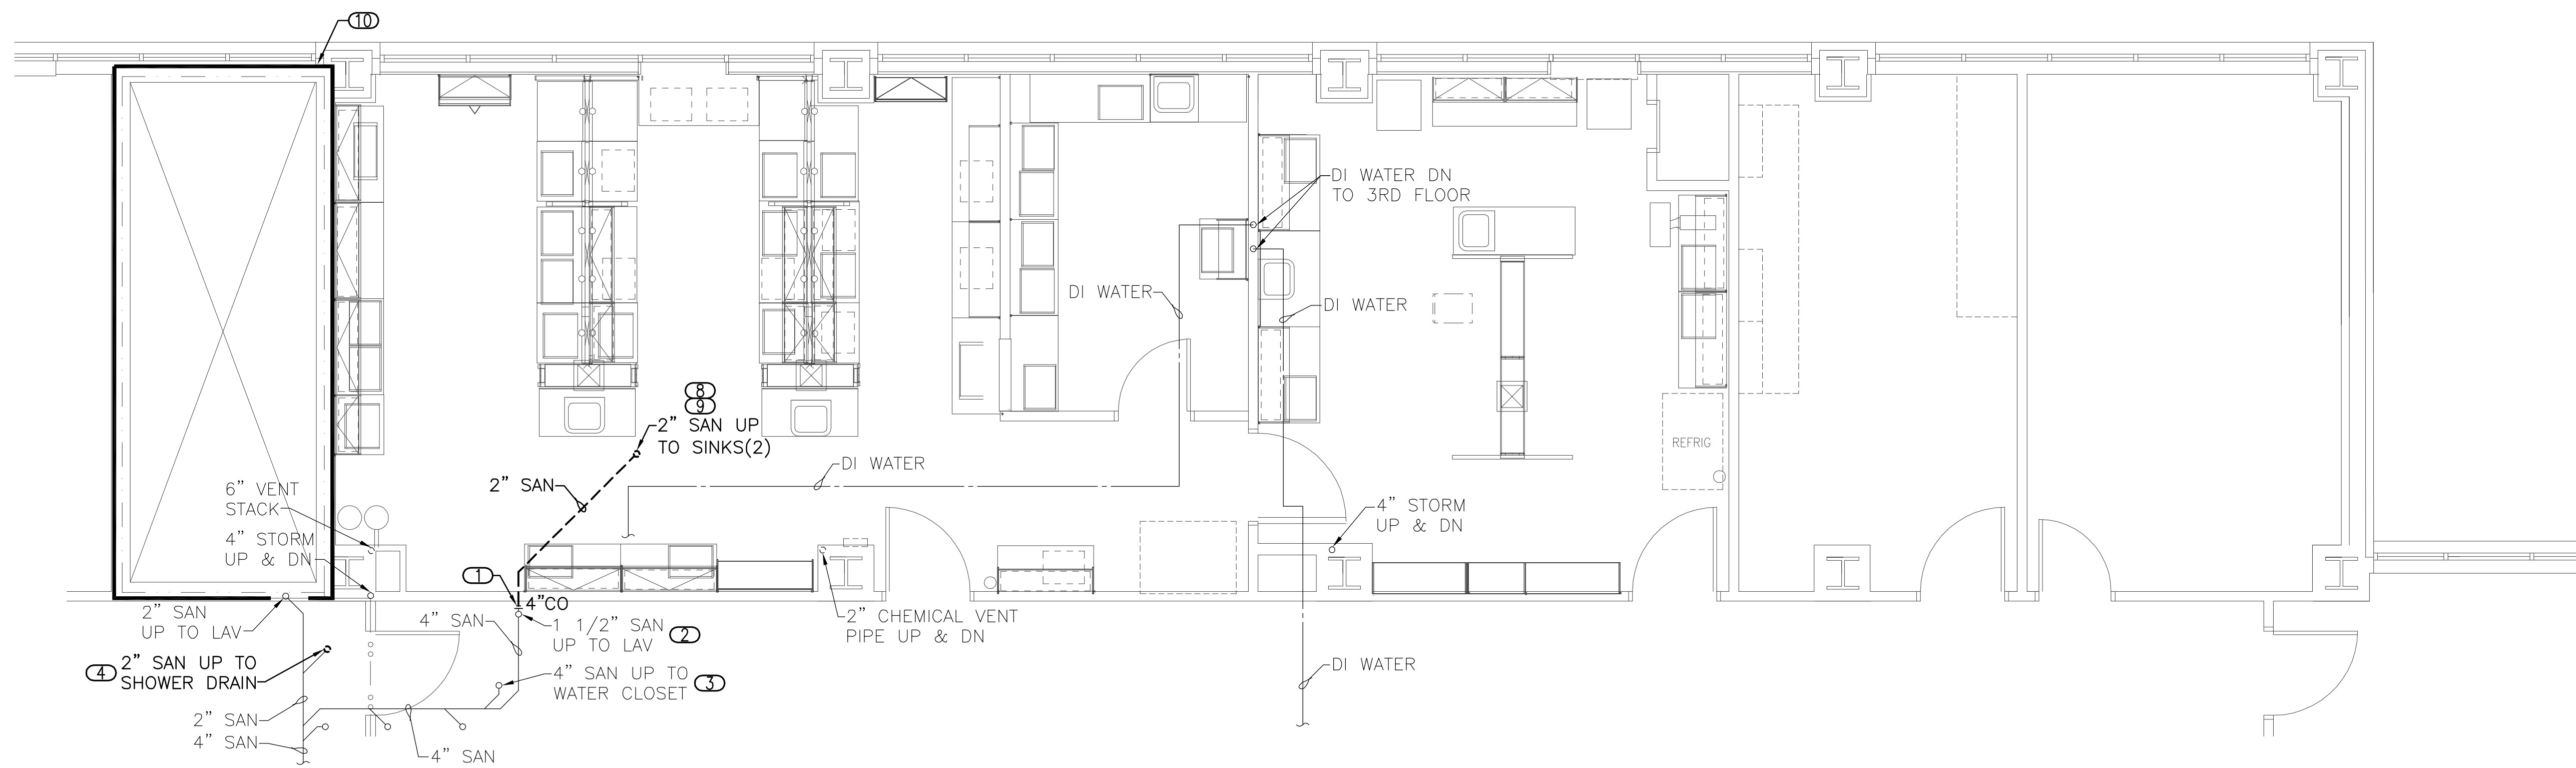 10
DI WATER DN
TO 3RD FLOOR
DI WATER
DI WATER
8
9
2" SAN UP
TO SINKS(2)
REFRIG
DI WATER
2" SAN
6" VENT
STACK
4" STORM
UP & DN
4" STORM
UP & DN
1
4"CO
2" SAN
UP TO LAV
4" SAN
1 1/2" SAN
UP TO LAV
2
2" CHEMICAL VENT
PIPE UP & DN
4
2" SAN UP TO
SHOWER DRAIN
4" SAN UP TO
WATER CLOSET
3
DI WATER
2" SAN
4" SAN
4" SAN